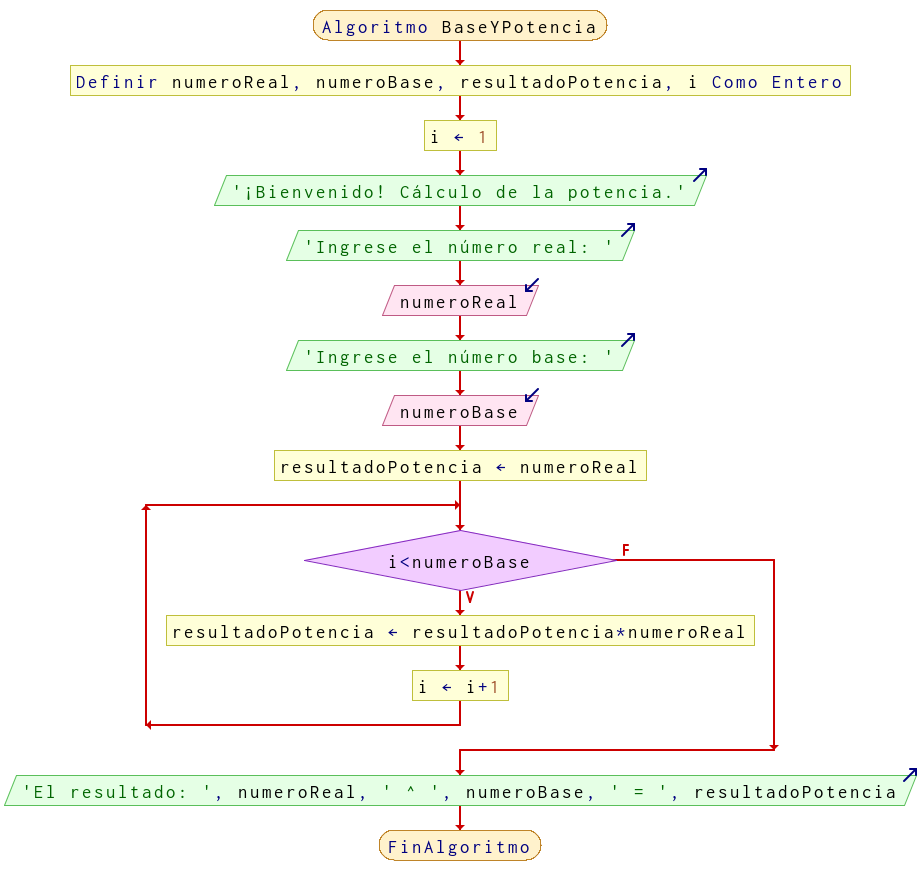 Algoritmo BaseYPotencia
Definir numeroReal, numeroBase, resultadoPotencia, i Como Entero
i ← 1
'¡Bienvenido! Cálculo de la potencia.'
'Ingrese el número real: '
numeroReal
'Ingrese el número base: '
numeroBase
resultadoPotencia ← numeroReal
i<numeroBase
F
V
resultadoPotencia ← resultadoPotencia*numeroReal
i ← i+1
'El resultado: ', numeroReal, ' ^ ', numeroBase, ' = ', resultadoPotencia
FinAlgoritmo